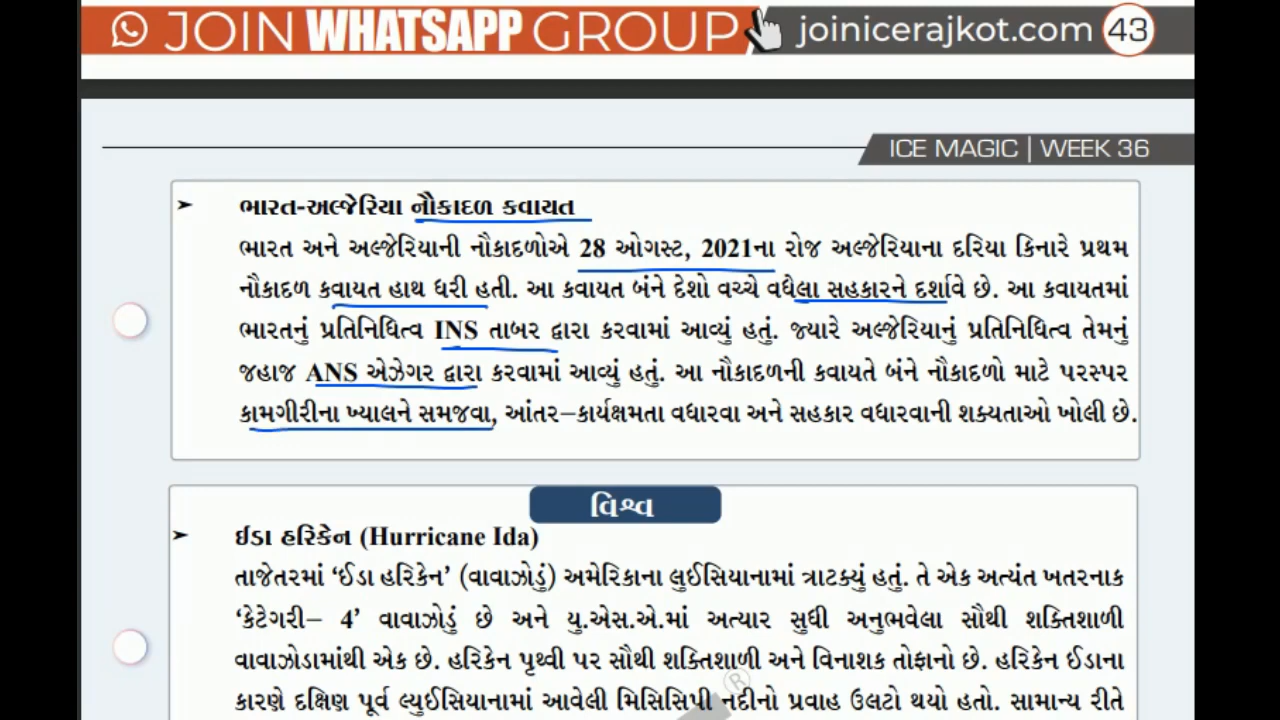 JOIN WHATSAPP GROUP joinicerajkot.com 43
ICE MAGIC | WEEK 36
➤ ભારત-અલ્જેરિયા નૌકાદળ કવાયત
ભારત અને અલ્જેરિયાની નૌકાદળોએ 28 ઓગસ્ટ, 2021ના રોજ અલ્જેરિયાના દરિયા કિનારે પ્રથમ
નૌકાદળ કવાયત હાથ ધરી હતી. આ કવાયત બંને દેશો વચ્ચે વધેલા સહકારને દર્શાવે છે. આ કવાયતમાં
ભારતનું પ્રતિનિધિત્વ INS તાબર દ્વારા કરવામાં આવ્યું હતું. જ્યારે અલ્જેરિયાનું પ્રતિનિધિત્વ તેમનું
જહાજ ANS એઝેગર દ્વારા કરવામાં આવ્યું હતું. આ નૌકાદળની કવાયતે બંને નૌકાદળો માટે પરસ્પર
કામગીરીના ખ્યાલને સમજવા, આંતર–કાર્યક્ષમતા વધારવા અને સહકાર વધારવાની શક્યતાઓ ખોલી છે.
વિશ્વ
➤ ઈડા હરિકેન (Hurricane Ida)
તાજેતરમાં ‘ઈડા હરિકેન’ (વાવાઝોડું) અમેરિકાના લુઈસિયાનામાં ત્રાટક્યું હતું. તે એક અત્યંત ખતરનાક
‘કેટેગરી– 4’ વાવાઝોડું છે અને યુ.એસ.એ.માં અત્યાર સુધી અનુભવેલા સૌથી શક્તિશાળી
વાવાઝોડામાંથી એક છે. હરિકેન પૃથ્વી પર સૌથી શક્તિશાળી અને વિનાશક તોફાનો છે. હરિકેન ઈડાના
કારણે દક્ષિણ પૂર્વ લ્યુઈસિયાનામાં આવેલી મિસિસિપી નદીનો પ્રવાહ ઉલટો થયો હતો. સામાન્ય રીતે